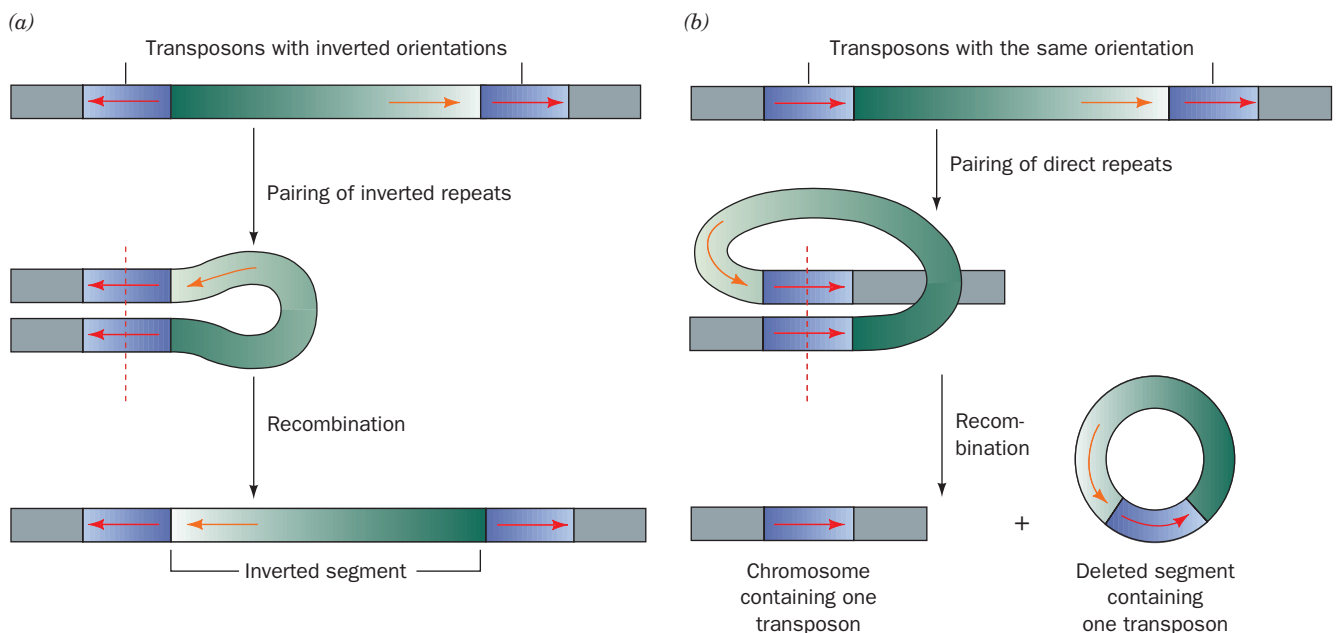 (a)
Transposons with inverted orientations
Pairing of inverted repeats
Recombination
Inverted segment
(b)
Transposons with the same orientation
Pairing of direct repeats
Recom-
bination
+
Chromosome
containing one
transposon
Deleted segment
containing
one transposon